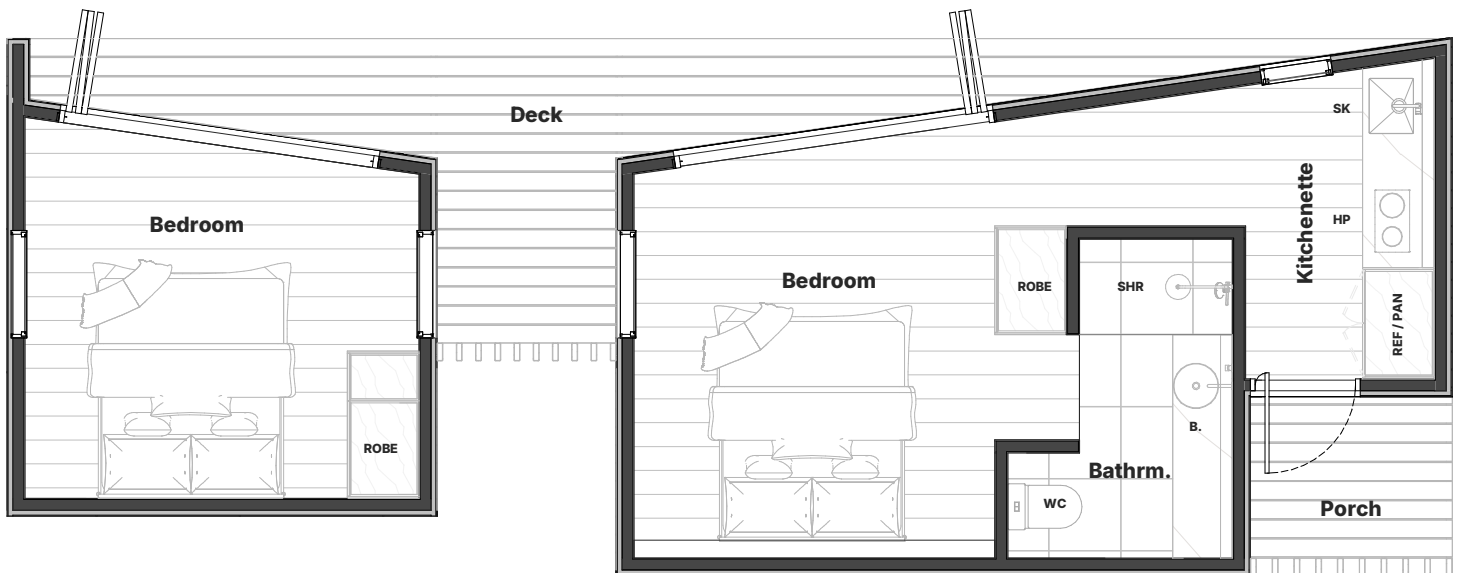 Deck
SK
Kitchenette
Bedroom
HP
Bedroom
ROBE
SHR
REF / PAN
B.
ROBE
Bathrm.
WC
Porch